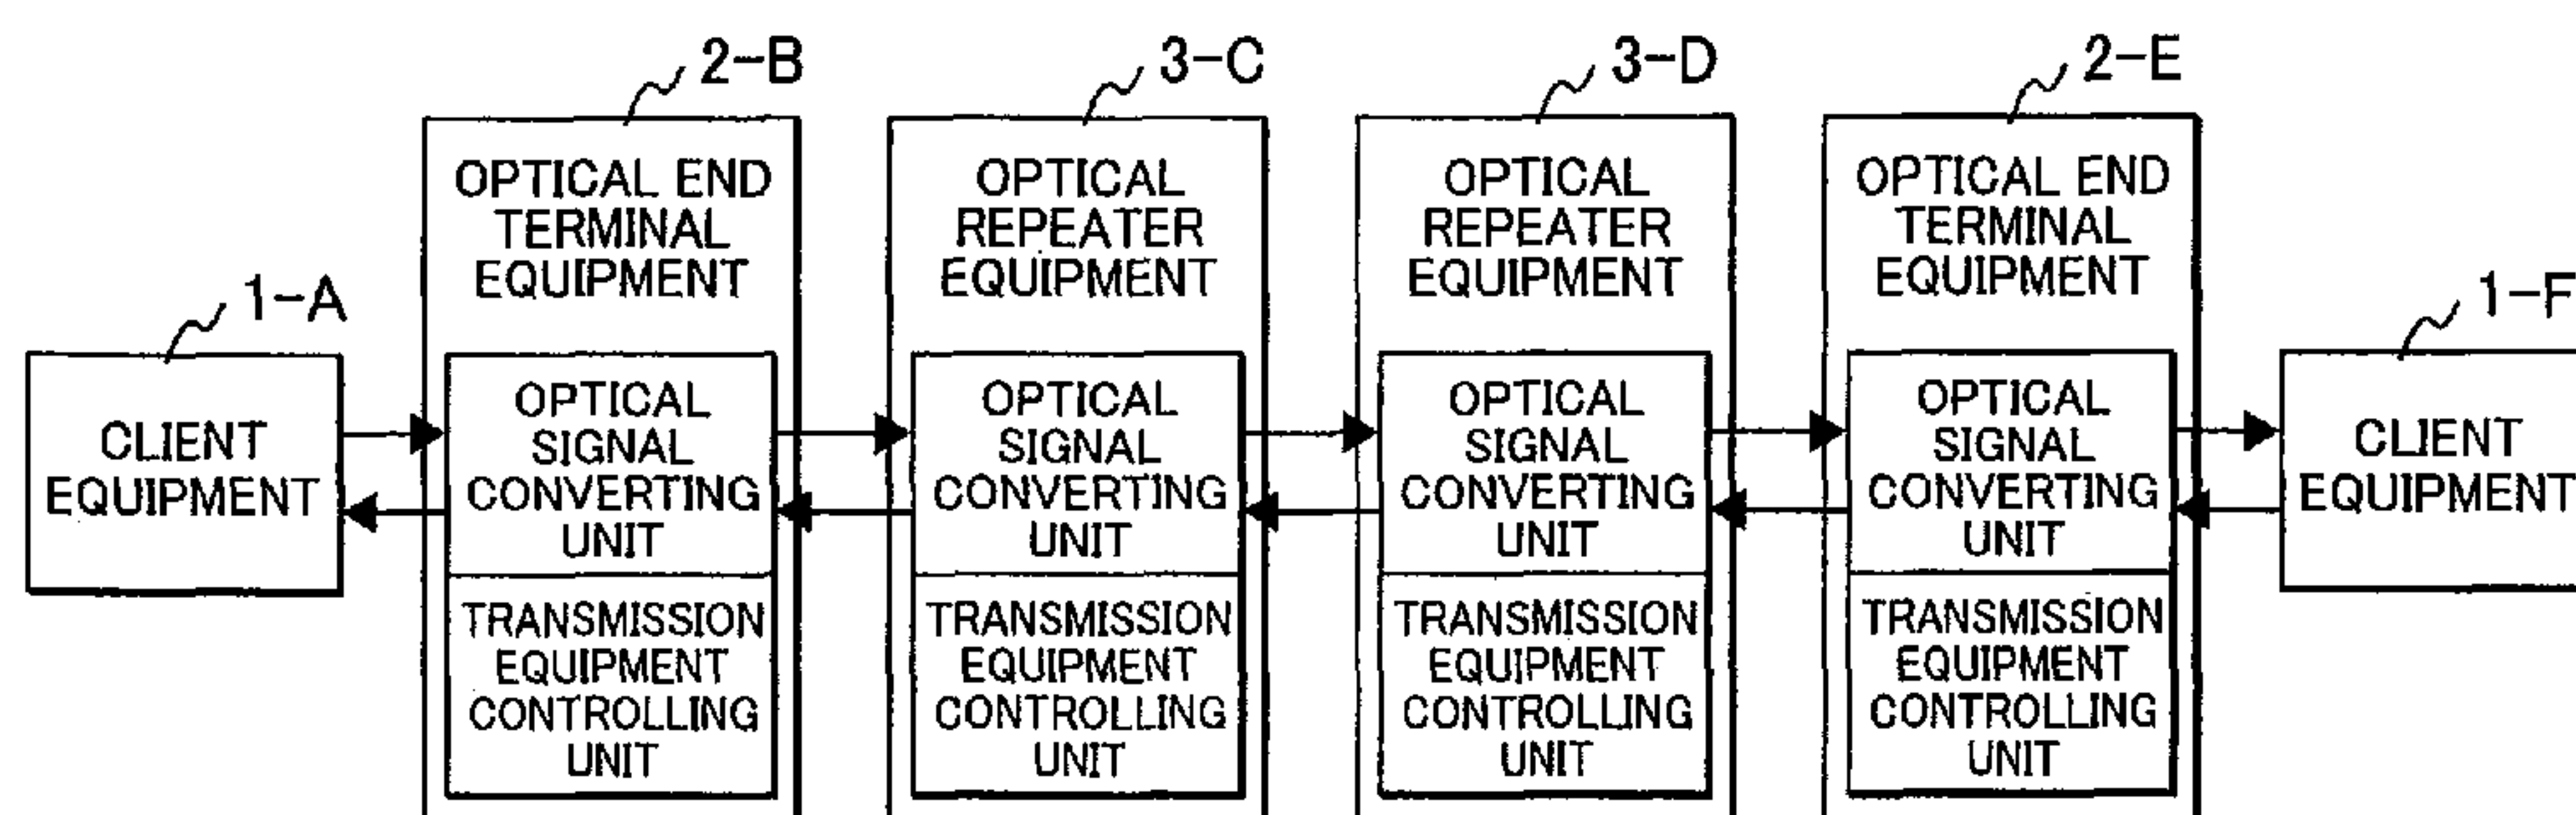 2-B
3-C
3-D
2-E
OPTICAL END
TERMINAL
EQUIPMENT
OPTICAL
REPEATER
EQUIPMENT
OPTICAL
REPEATER
EQUIPMENT
OPTICAL END
TERMINAL
EQUIPMENT
1-A
1-F
CLIENT
EQUIPMENT
OPTICAL
SIGNAL
CONVERTING
UNIT
OPTICAL
SIGNAL
CONVERTING
UNIT
OPTICAL
SIGNAL
CONVERTING
UNIT
OPTICAL
SIGNAL
CONVERTING
UNIT
CLIENT
EQUIPMENT
TRANSMISSION
EQUIPMENT
CONTROLLING
UNIT
TRANSMISSION
EQUIPMENT
CONTROLLING
UNIT
TRANSMISSION
EQUIPMENT
CONTROLLING
UNIT
TRANSMISSION
EQUIPMENT
CONTROLLING
UNIT